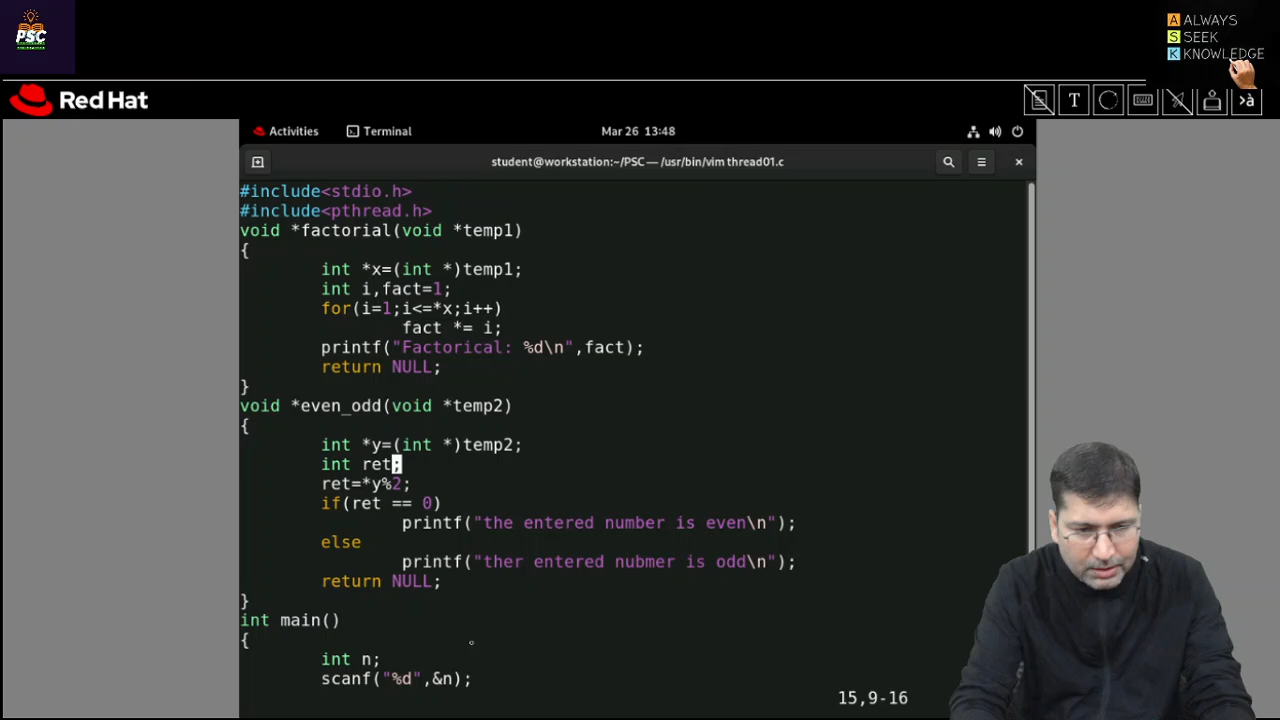 PSC
A ALWAYS
S SEEK
K KNOWLEDGE
Red Hat
T
›à
Activities
Terminal
Mar 26 13:48
student@workstation:~/PSC — /usr/bin/vim thread01.c
#include<stdio.h>
#include<pthread.h>
void *factorial(void *temp1)
{
int *x=(int *)temp1;
int i,fact=1;
for(i=1;i<=*x;i++)
fact *= i;
printf("Factorical: %d\n",fact);
return NULL;
}
void *even_odd(void *temp2)
{
int *y=(int *)temp2;
int ret;
ret=*y%2;
if(ret == 0)
printf("the entered number is even\n");
else
printf("ther entered nubmer is odd\n");
return NULL;
}
int main()
{
int n;
scanf("%d",&n);
15,9-16